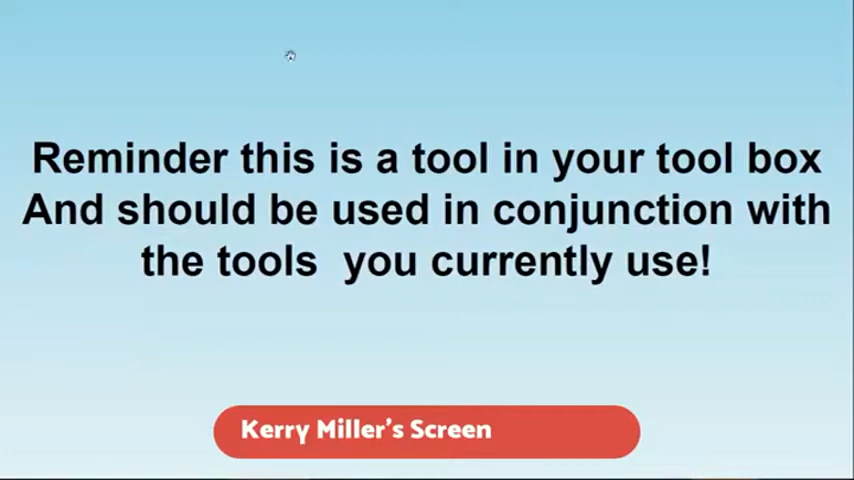 Reminder this is a tool in your tool box
And should be used in conjunction with
the tools  you currently use!
Kerry Miller's Screen